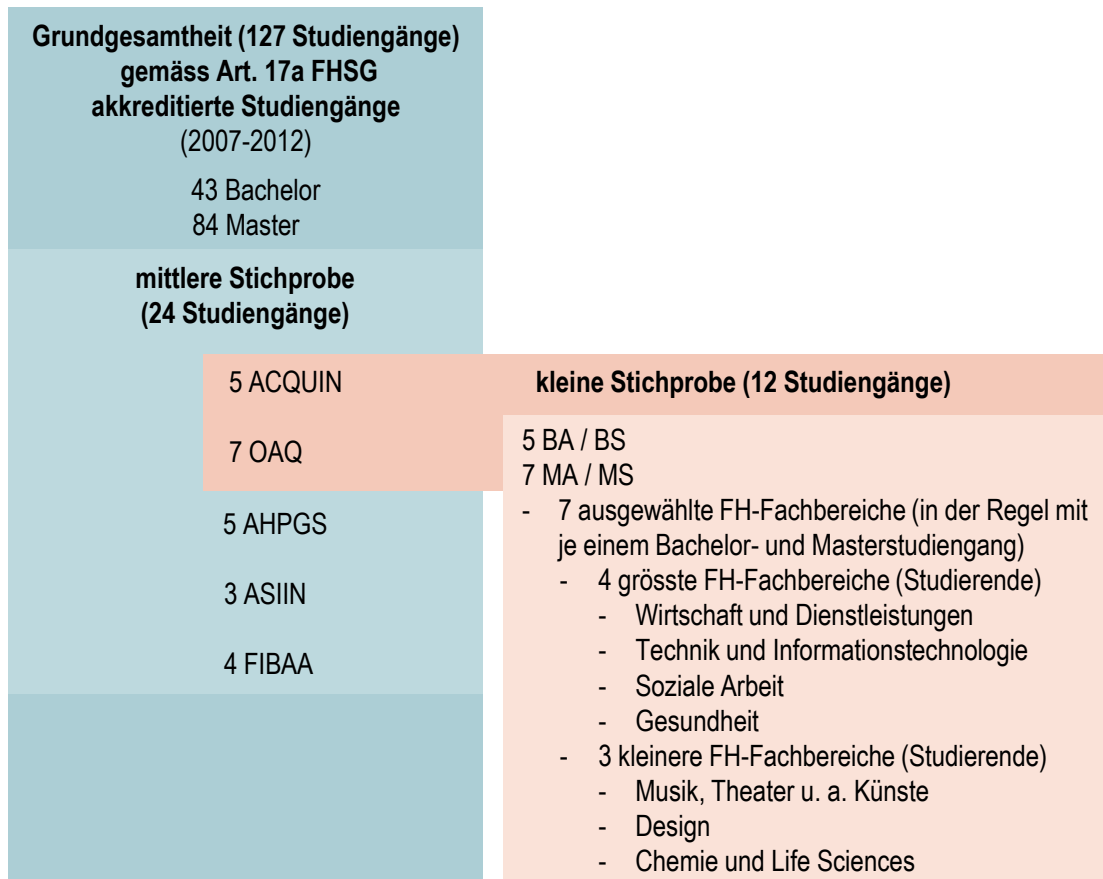 Grundgesamtheit (127 Studiengänge)
gemäss Art. 17a FHSG
akkreditierte Studiengänge
(2007-2012)
43 Bachelor
84 Master
mittlere Stichprobe
(24 Studiengänge)
5 ACQUIN
7 OAQ
5 AHPGS
3 ASIIN
4 FIBAA
kleine Stichprobe (12 Studiengänge)
5 BA / BS
7 MA / MS
- 7 ausgewählte FH-Fachbereiche (in der Regel mit
je einem Bachelor- und Masterstudiengang)
- 4 grösste FH-Fachbereiche (Studierende)
- Wirtschaft und Dienstleistungen
- Technik und Informationstechnologie
- Soziale Arbeit
- Gesundheit
- 3 kleinere FH-Fachbereiche (Studierende)
- Musik, Theater u. a. Künste
- Design
- Chemie und Life Sciences